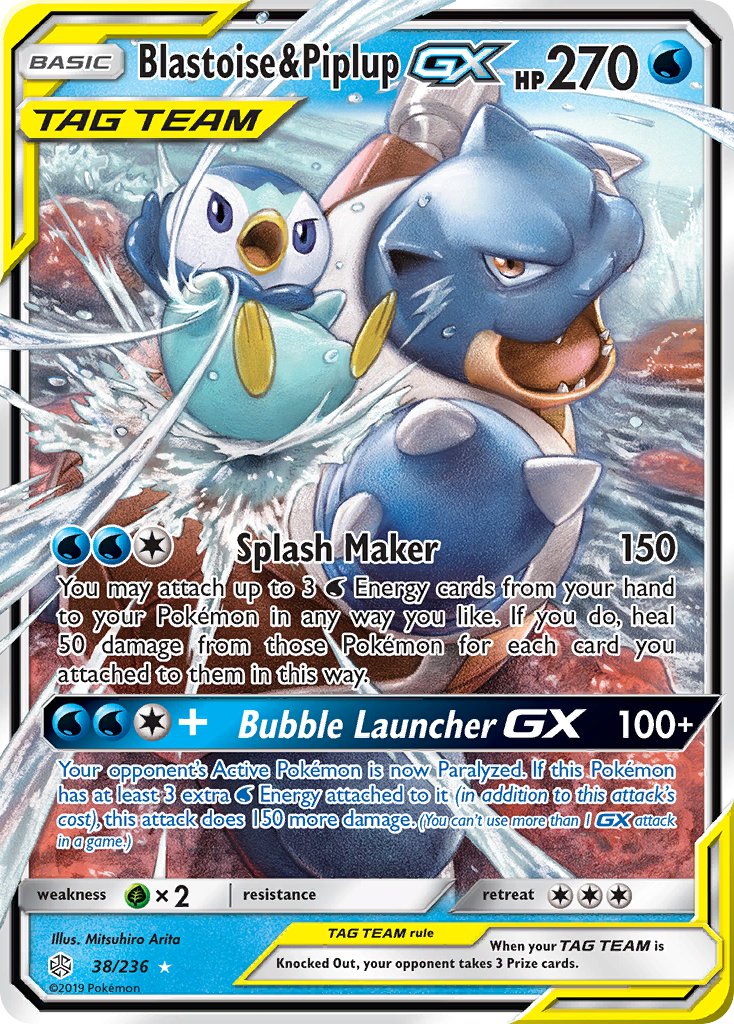 BASIC Blastoise&Piplup GX HP270
TAG TEAM
Splash Maker 150
You may attach up to 3 Energy cards from your hand
to your Pokémon in any way you like. If you do, heal
50 damage from those Pokémon for each card you
attached to them in this way.
+ Bubble Launcher GX 100+
Your opponent's Active Pokémon is now Paralyzed. If this Pokémon
has at least 3 extra Energy attached to it (in addition to this attack's
cost), this attack does 150 more damage. (You can't use more than 1 GX attack
in a game.)
weakness ×2 resistance retreat
Illus. Mitsuhiro Arita
38/236
©2019 Pokémon
TAG TEAM rule
When your TAG TEAM is
Knocked Out, your opponent takes 3 Prize cards.